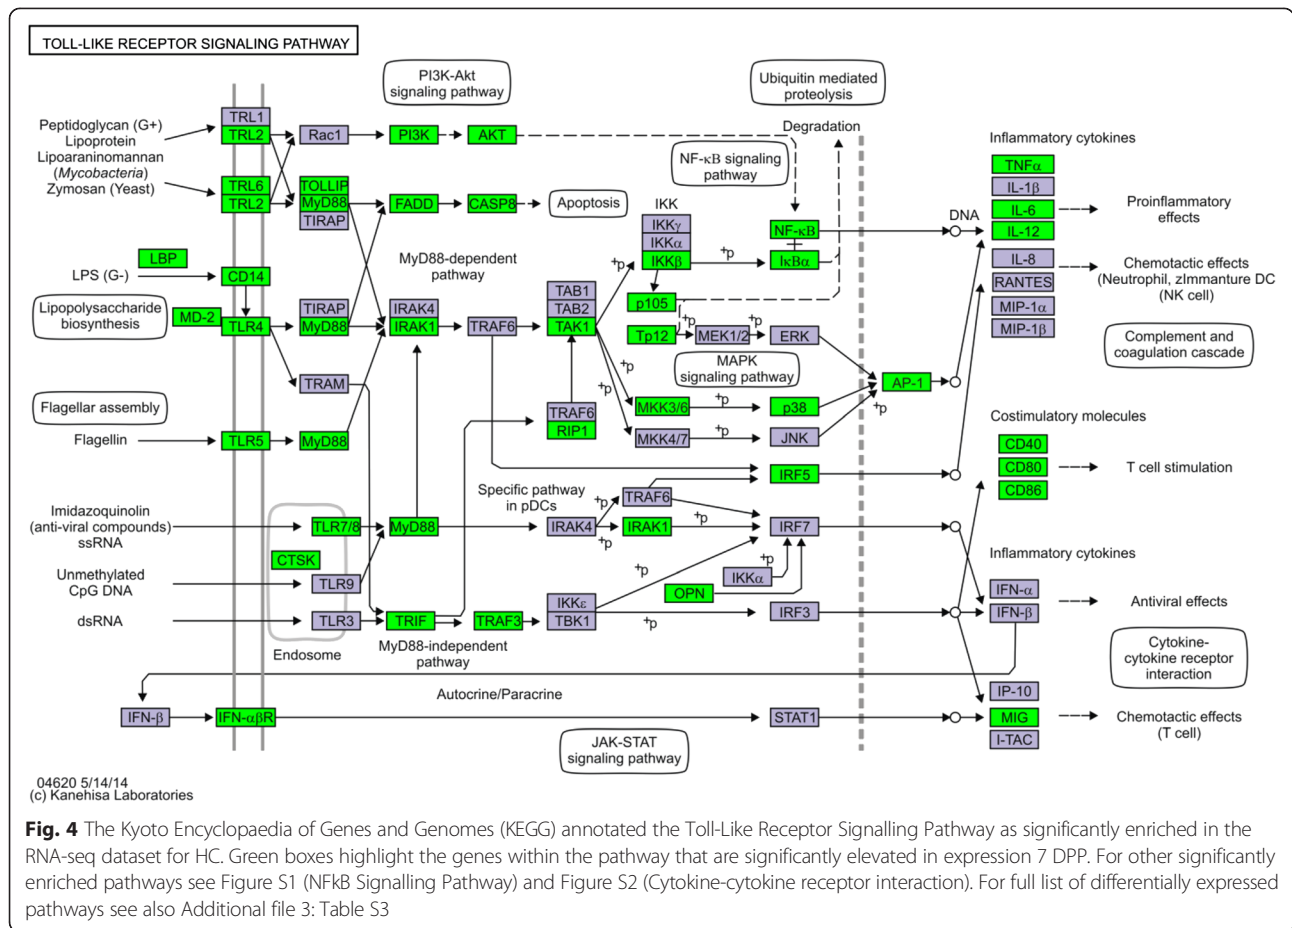 TOLL-LIKE RECEPTOR SIGNALING PATHWAY
PI3K-Akt
signaling pathway
Ubiquitin mediated
proteolysis
Degradation
Peptidoglycan (G+)
Lipoprotein
Lipoaraninomannan
(Mycobacteria)
Zymosan (Yeast)
TRL1
TRL2
Rac1
PI3K
AKT
NF-κB signaling
pathway
TRL6
TRL2
TOLLIP
MyD88
TIRAP
FADD
CASP8
Apoptosis
IKK
IKKγ
IKKα
IKKβ
+p
+p
NF-κB
IκBα
DNA
Inflammatory cytokines
TNFα
IL-1β
IL-6
IL-12
Proinflammatory
effects
IL-8
RANTES
MIP-1α
MIP-1β
Chemotactic effects
(Neutrophil, zImmanture DC
(NK cell)
Complement and
coagulation cascade
LBP
LPS (G-)
CD14
Lipopolysaccharide
biosynthesis
MD-2
TLR4
TIRAP
MyD88
MyD88-dependent
pathway
IRAK4
IRAK1
TRAF6
TAB1
TAB2
TAK1
p105
Tp12
+p
MEK1/2
+p
ERK
MAPK
signaling pathway
TRAM
AP-1
+p
Flagellar assembly
Flagellin
TLR5
MyD88
TRAF6
RIP1
+p
+p
MKK3/6
+p
p38
MKK4/7
+p
JNK
Costimulatory molecules
CD40
CD80
CD86
T cell stimulation
IRF5
Specific pathway
in pDCs
TRAF6
Imidazoquinolin
(anti-viral compounds)
ssRNA
TLR7/8
MyD88
IRAK4
+p
+p
IRAK1
+p
IRF7
CTSK
Unmethylated
CpG DNA
TLR9
+p
IKKα
+p
OPN
Inflammatory cytokines
IFN-α
IFN-β
Antiviral effects
dsRNA
TLR3
TRIF
TRAF3
IKKε
TBK1
+p
IRF3
Endosome
MyD88-independent
pathway
Cytokine-
cytokine receptor
interaction
Autocrine/Paracrine
IFN-β
IFN-αβR
STAT1
IP-10
MIG
I-TAC
Chemotactic effects
(T cell)
JAK-STAT
signaling pathway
04620 5/14/14
(c) Kanehisa Laboratories
Fig. 4 The Kyoto Encyclopaedia of Genes and Genomes (KEGG) annotated the Toll-Like Receptor Signalling Pathway as significantly enriched in the
RNA-seq dataset for HC. Green boxes highlight the genes within the pathway that are significantly elevated in expression 7 DPP. For other significantly
enriched pathways see Figure S1 (NFkB Signalling Pathway) and Figure S2 (Cytokine-cytokine receptor interaction). For full list of differentially expressed
pathways see also Additional file 3: Table S3